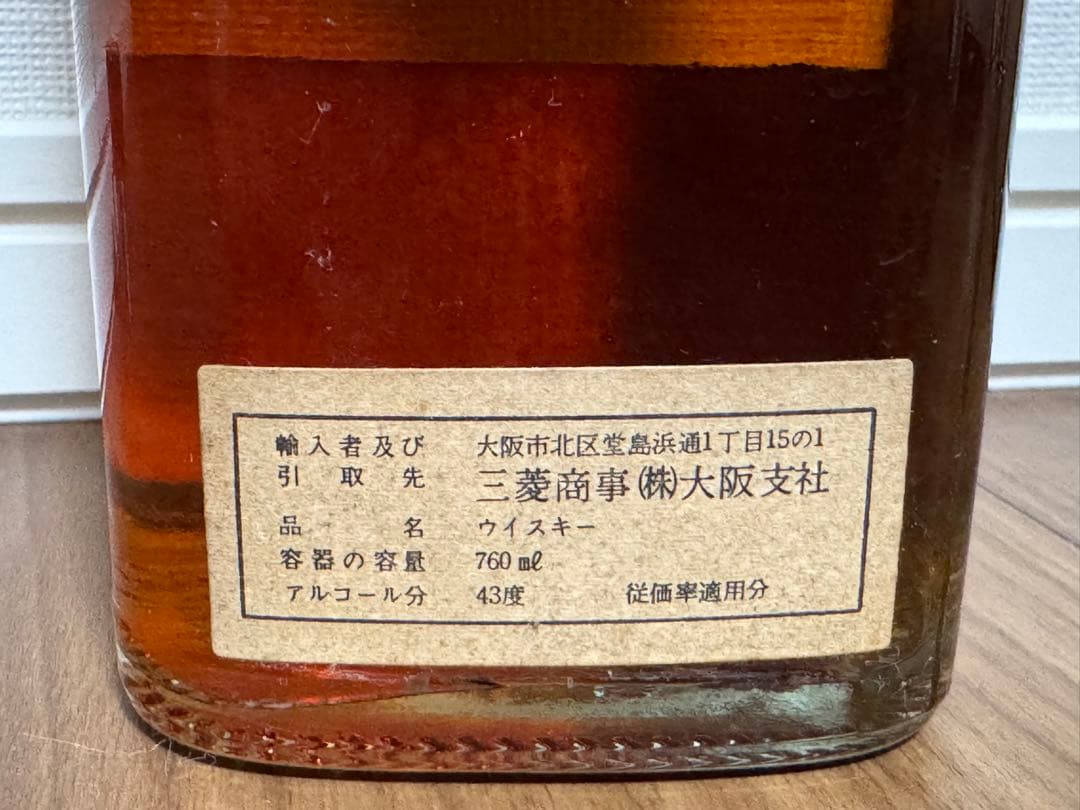 輸入者及び 大阪市北区堂島浜通1丁目15の1
引取先 三菱商事(株)大阪支社
品名 ウイスキー
容器の容量 760ml
アルコール分 43度 従価率適用分